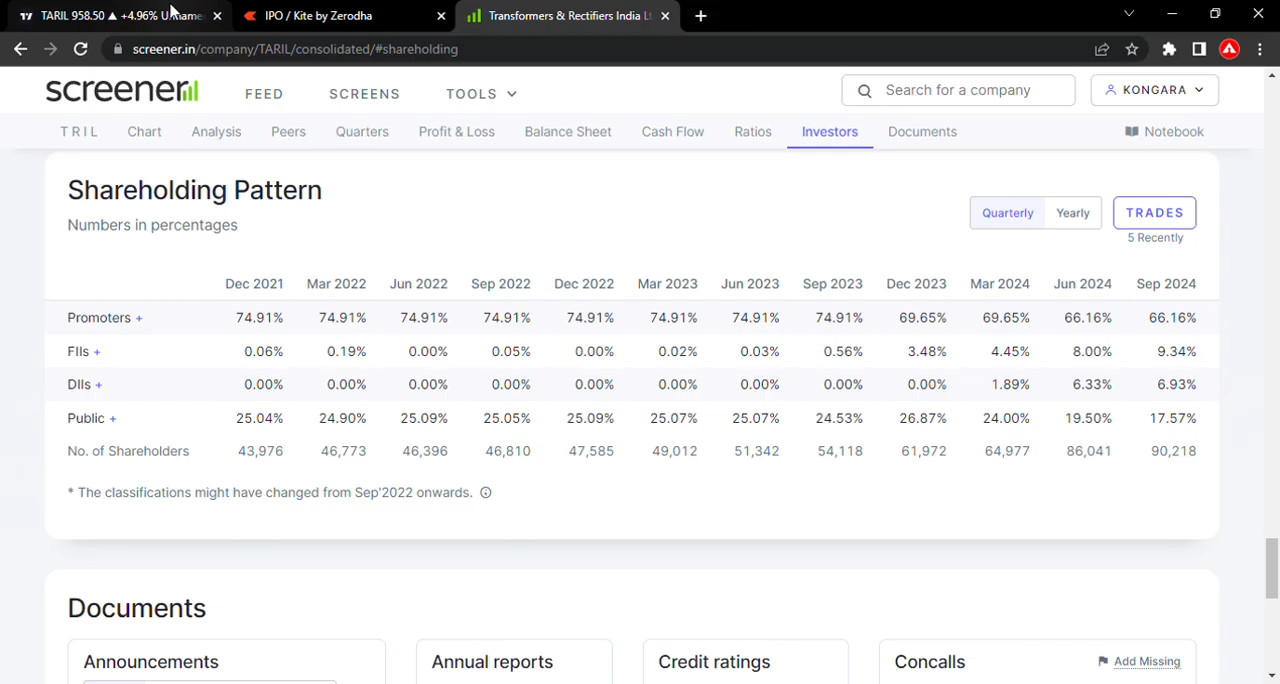 TARIL 958.50 ▲ +4.96%
IPO / Kite by Zerodha
Transformers & Rectifiers India
screener.in/company/TARIL/consolidated/#shareholding
screener
FEED
SCREENS
TOOLS
Search for a company
KONGARA
T R I L
Chart
Analysis
Peers
Quarters
Profit & Loss
Balance Sheet
Cash Flow
Ratios
Investors
Documents
Notebook
Shareholding Pattern
Numbers in percentages
Quarterly
Yearly
TRADES
5 Recently
Dec 2021 Mar 2022 Jun 2022 Sep 2022 Dec 2022 Mar 2023 Jun 2023 Sep 2023 Dec 2023 Mar 2024 Jun 2024 Sep 2024
Promoters + 74.91% 74.91% 74.91% 74.91% 74.91% 74.91% 74.91% 74.91% 69.65% 69.65% 66.16% 66.16%
FIIs + 0.06% 0.19% 0.00% 0.05% 0.00% 0.02% 0.03% 0.56% 3.48% 4.45% 8.00% 9.34%
DIIs + 0.00% 0.00% 0.00% 0.00% 0.00% 0.00% 0.00% 0.00% 0.00% 1.89% 6.33% 6.93%
Public + 25.04% 24.90% 25.09% 25.05% 25.09% 25.07% 25.07% 24.53% 26.87% 24.00% 19.50% 17.57%
No. of Shareholders 43,976 46,773 46,396 46,810 47,585 49,012 51,342 54,118 61,972 64,977 86,041 90,218
* The classifications might have changed from Sep'2022 onwards.
Documents
Announcements
Annual reports
Credit ratings
Concalls
Add Missing